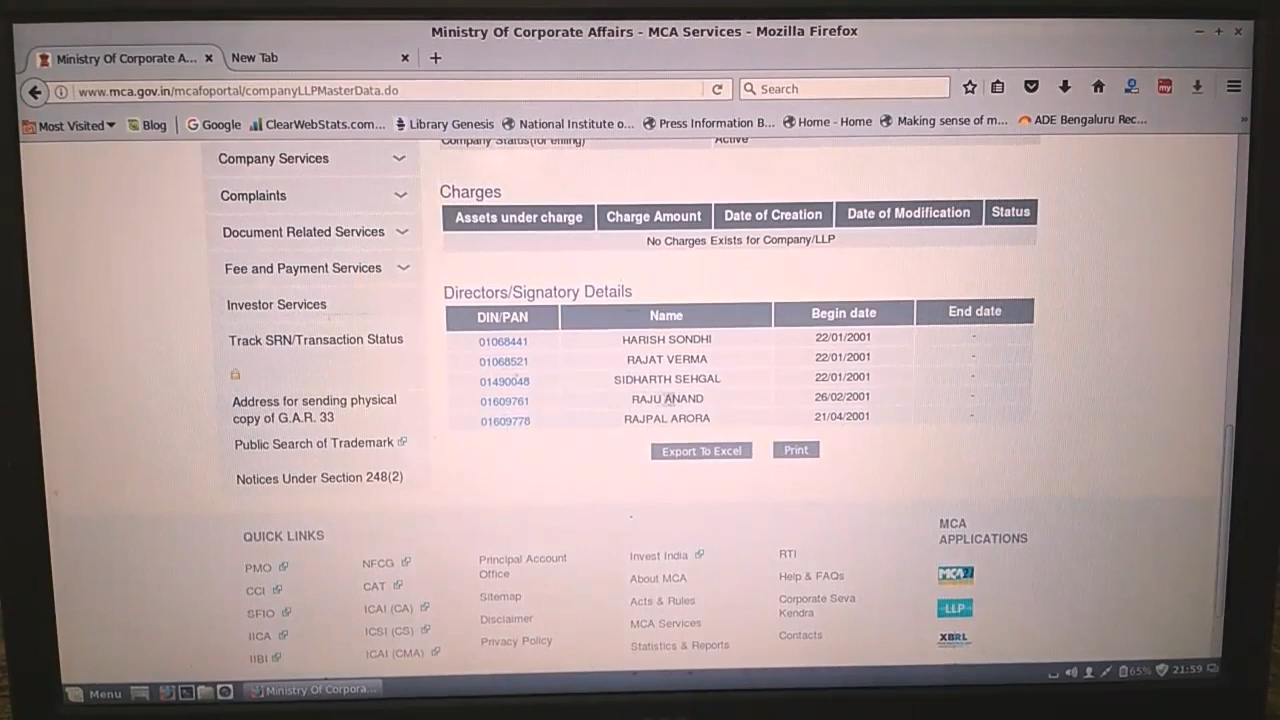 Ministry Of Corporate Affairs - MCA Services - Mozilla Firefox
Ministry Of Corporate A... × New Tab × +
www.mca.gov.in/mcafoportal/companyLLPMasterData.do Search
Most Visited Blog Google ClearWebStats.com... Library Genesis National Institute o... Press Information B... Home - Home Making sense of m... ADE Bengaluru Rec... »
Company Status(for efiling) Active
Company Services
Complaints
Document Related Services
Fee and Payment Services
Investor Services
Track SRN/Transaction Status
Address for sending physical
copy of G.A.R. 33
Public Search of Trademark
Notices Under Section 248(2)
Charges
Assets under charge Charge Amount Date of Creation Date of Modification Status
No Charges Exists for Company/LLP
Directors/Signatory Details
DIN/PAN Name Begin date End date
01068441 HARISH SONDHI 22/01/2001 -
01068521 RAJAT VERMA 22/01/2001 -
01490048 SIDHARTH SEHGAL 22/01/2001 -
01609761 RAJU ANAND 26/02/2001 -
01609778 RAJPAL ARORA 21/04/2001 -
Export To Excel Print
QUICK LINKS
PMO
CCI
SFIO
IICA
IIBI
NFCG
CAT
ICAI (CA)
ICSI (CS)
ICAI (CMA)
Principal Account
Office
Sitemap
Disclaimer
Privacy Policy
Invest India
About MCA
Acts & Rules
MCA Services
Statistics & Reports
RTI
Help & FAQs
Corporate Seva
Kendra
Contacts
MCA
APPLICATIONS
MCA21
LLP
XBRL
Menu Ministry Of Corpora... 65% 21:59